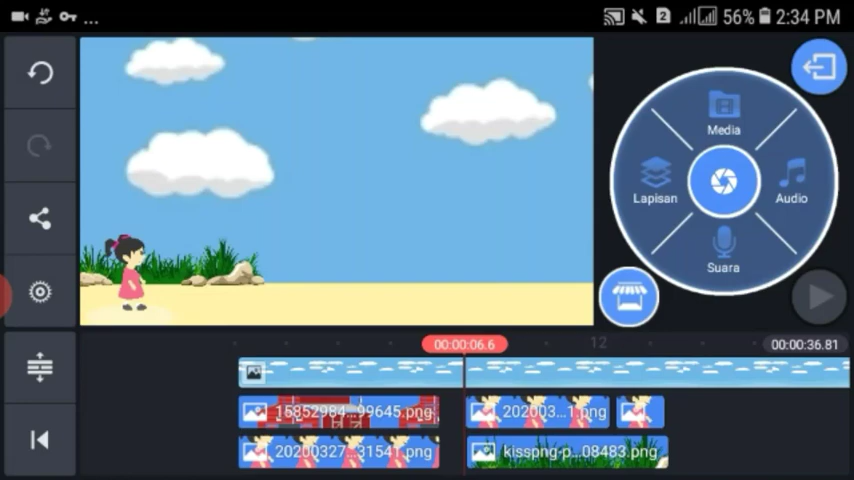 ... 2 56% 2:34 PM
Media
Lapisan
Audio
Suara
00:00:06.6
12
00:00:36.81
15852984...99645.png
202003...1.png
20200327...31541.png
kisspng-p...08483.png